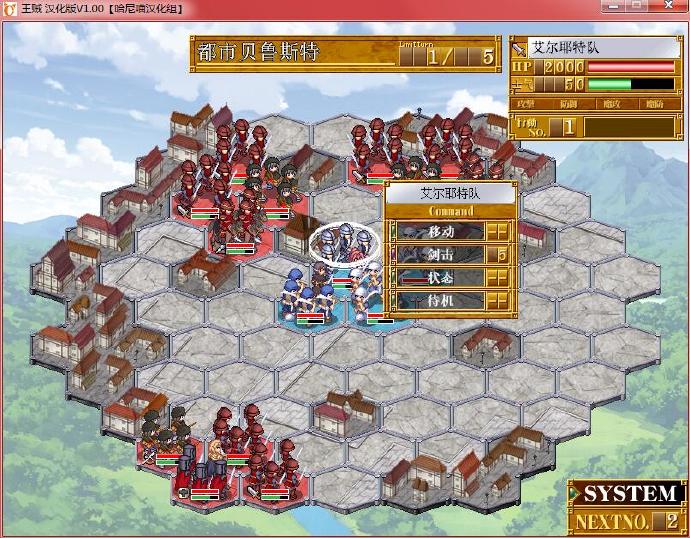 王贼 汉化版V1.00【哈尼喵汉化组】
都市贝鲁斯特
Limitturn
1/ 5
艾尔耶特队
HP 2000
士气 50
攻撃 防御 魔攻 魔防
行動
NO. 1
艾尔耶特队
Command
移动
剑击 5
状态
待机
SYSTEM
NEXTNO. 2